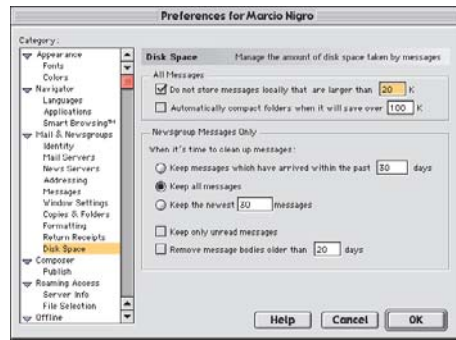 Preferences for Marcio Nigro
Category:
Appearance
Fonts
Colors
Navigator
Languages
Applications
Smart Browsing™
Mail & Newsgroups
Identity
Mail Servers
News Servers
Addressing
Messages
Window Settings
Copies & Folders
Formatting
Return Receipts
Disk Space
Composer
Publish
Roaming Access
Server Info
File Selection
Offline
Disk Space Manage the amount of disk space taken by messages
All Messages
Do not store messages locally that are larger than 20 K
Automatically compact folders when it will save over 100 K
Newsgroup Messages Only
When it's time to clean up messages:
Keep messages which have arrived within the past 30 days
Keep all messages
Keep the newest 30 messages
Keep only unread messages
Remove message bodies older than 20 days
Help Cancel OK